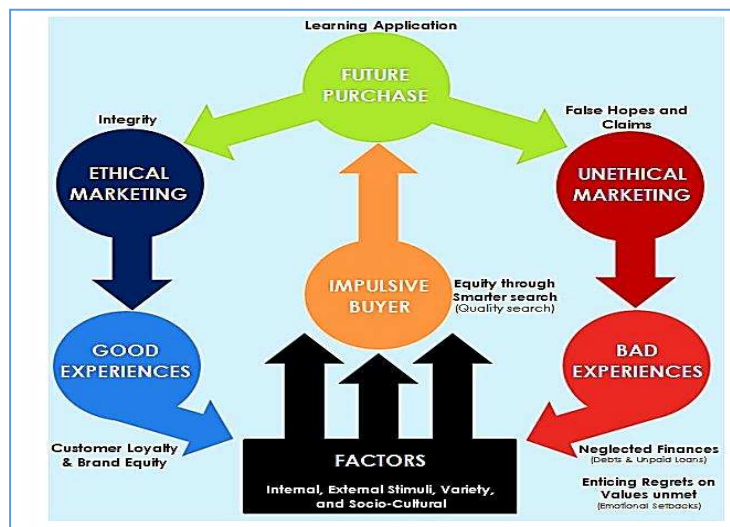 Learning Application
FUTURE
PURCHASE
Integrity
False Hopes and
Claims
ETHICAL
MARKETING
UNETHICAL
MARKETING
IMPULSIVE
BUYER
Equity through
Smarter search
(Quality search)
GOOD
EXPERIENCES
BAD
EXPERIENCES
Customer Loyalty
& Brand Equity
FACTORS
Internal, External Stimuli, Variety,
and Socio-Cultural
Neglected Finances
(Debts & Unpaid Loans)
Enticing Regrets on
Values unmet
(Emotional Setbacks)